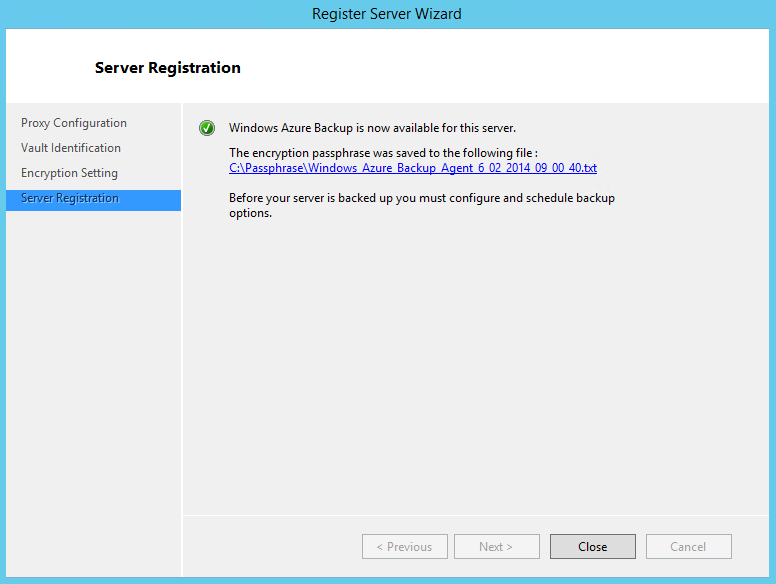 Register Server Wizard
Server Registration
Proxy Configuration
Vault Identification
Encryption Setting
Server Registration
Windows Azure Backup is now available for this server.
The encryption passphrase was saved to the following file :
C:\Passphrase\Windows_Azure_Backup_Agent_6_02_2014_09_00_40.txt
Before your server is backed up you must configure and schedule backup
options.
< Previous
Next >
Close
Cancel